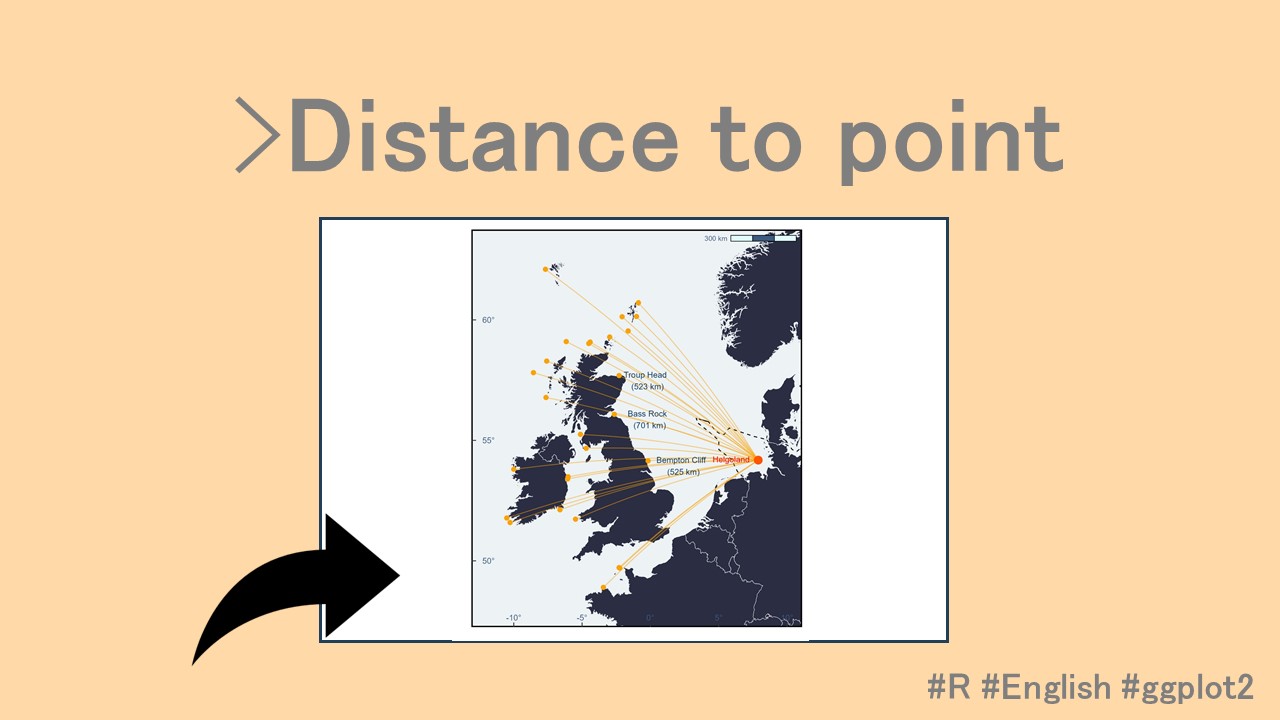 >Distance to point
300 km
60°
Troup Head
(523 km)
Bass Rock
(701 km)
55°
Bempton Cliff
Helgoland
(525 km)
50°
-10°
-5°
0°
5°
10°
#R #English #ggplot2